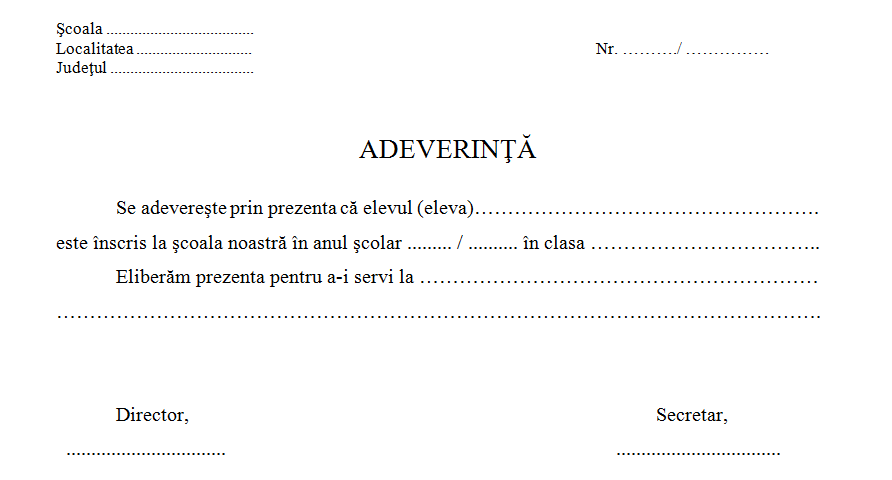 Şcoala .....................................
Localitatea .............................
Nr. ………./ ……………
Judeţul ....................................
ADEVERINŢĂ
Se adevereşte prin prezenta că elevul (eleva)…………………………………………….
este înscris la şcoala noastră în anul şcolar ......... / .......... în clasa ……………………………..
Eliberăm prezenta pentru a-i servi la ……………………………………………………
…………………………………………………………………………………………………….
Director, Secretar,
................................ .................................